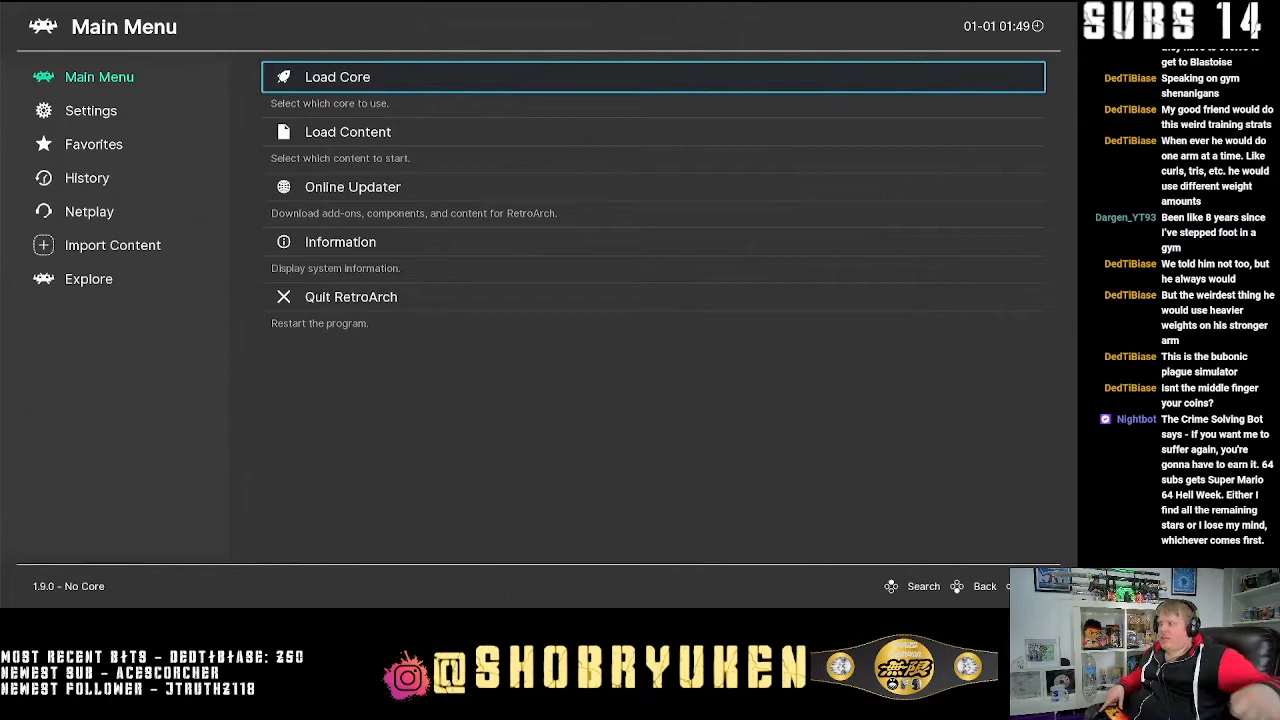 Main Menu
01-01 01:49
Main Menu
Settings
Favorites
History
Netplay
Import Content
Explore
Load Core
Select which core to use.
Load Content
Select which content to start.
Online Updater
Download add-ons, components, and content for RetroArch.
Information
Display system information.
Quit RetroArch
Restart the program.
1.9.0 - No Core
Search
Back
SUBS 14
get to Blastoise
DedTiBiase Speaking on gym
shenanigans
DedTiBiase My good friend would do
this weird training strats
DedTiBiase When ever he would do
one arm at a time. Like
curls, tris, etc. he would
use different weight
amounts
Dargen_YT93 Been like 8 years since
I've stepped foot in a
gym
DedTiBiase We told him not too, but
he always would
DedTiBiase But the weirdest thing he
would use heavier
weights on his stronger
arm
DedTiBiase This is the bubonic
plague simulator
DedTiBiase Isnt the middle finger
your coins?
Nightbot The Crime Solving Bot
says - If you want me to
suffer again, you're
gonna have to earn it. 64
subs gets Super Mario
64 Hell Week. Either I
find all the remaining
stars or I lose my mind,
whichever comes first.
MOST RECENT BITS - DEDTIBIASE: 250
NEWEST SUB - ACESCORCHER
NEWEST FOLLOWER - JTRUTH2118
@SHOBRYUKEN